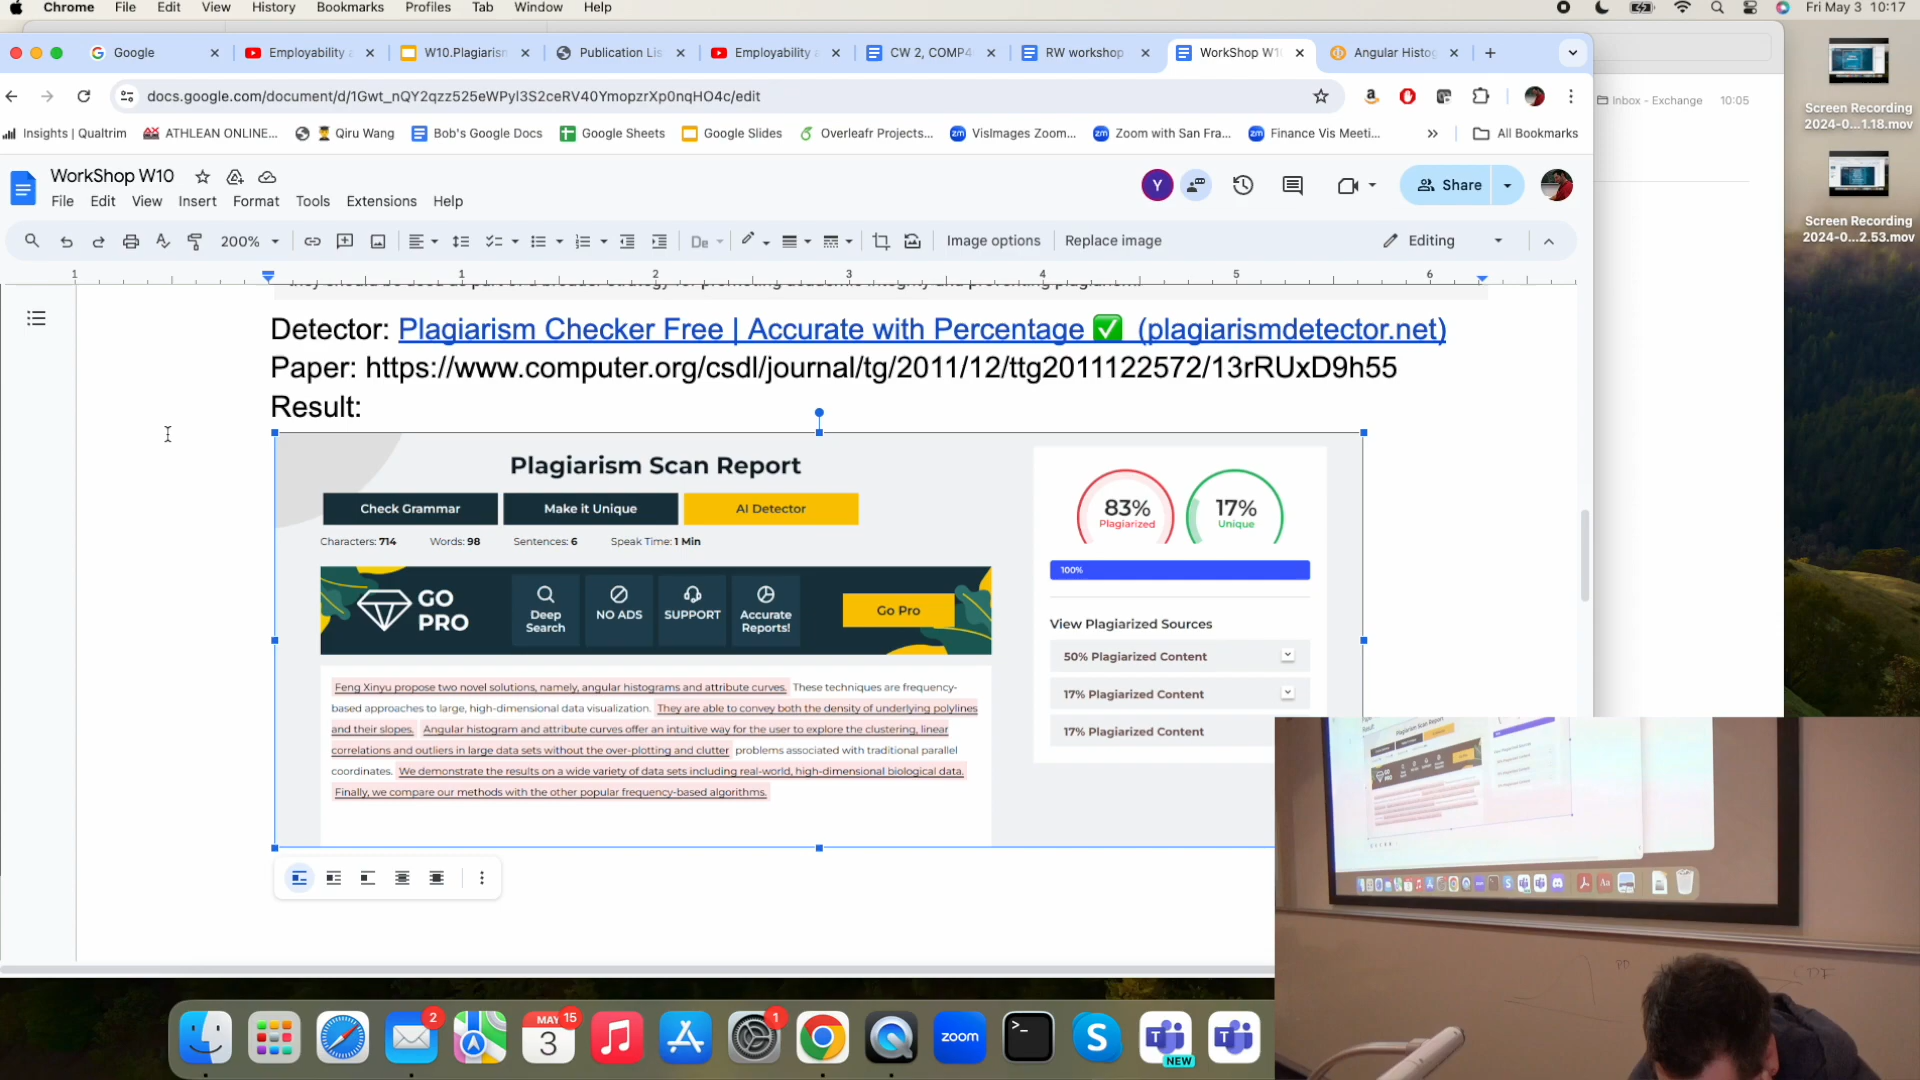 Chrome File Edit View History Bookmarks Profiles Tab Window Help Fri May 3 10:17
Google Employability W10.Plagiarism Publication Lis Employability CW 2, COMP4 RW workshop WorkShop W10 Angular Histog
docs.google.com/document/d/1Gwt_nQY2qzz525eWPyI3S2ceRV40YmopzrXp0nqHO4c/edit
Inbox - Exchange 10:05
Screen Recording
2024-0...1.18.mov
Insights | Qualtrim ATHLEAN ONLINE... Qiru Wang Bob's Google Docs Google Sheets Google Slides Overleafr Projects... VisImages Zoom... Zoom with San Fra... Finance Vis Meeti... All Bookmarks
WorkShop W10
File Edit View Insert Format Tools Extensions Help
Y
Share
Screen Recording
2024-0...2.53.mov
200% De Image options Replace image Editing
1 1 2 3 4 5 6
Detector: Plagiarism Checker Free | Accurate with Percentage ✅ (plagiarismdetector.net)
Paper: https://www.computer.org/csdl/journal/tg/2011/12/ttg2011122572/13rRUxD9h55
Result:
Plagiarism Scan Report
Check Grammar Make it Unique AI Detector
Characters: 714 Words: 98 Sentences: 6 Speak Time: 1 Min
83% Plagiarized
17% Unique
100%
GO PRO
Deep Search
NO ADS
SUPPORT
Accurate Reports!
Go Pro
View Plagiarized Sources
50% Plagiarized Content
17% Plagiarized Content
17% Plagiarized Content
Feng Xinyu propose two novel solutions, namely, angular histograms and attribute curves. These techniques are frequency-
based approaches to large, high-dimensional data visualization. They are able to convey both the density of underlying polylines
and their slopes. Angular histogram and attribute curves offer an intuitive way for the user to explore the clustering, linear
correlations and outliers in large data sets without the over-plotting and clutter problems associated with traditional parallel
coordinates. We demonstrate the results on a wide variety of data sets including real-world, high-dimensional biological data.
Finally, we compare our methods with the other popular frequency-based algorithms.
2 MAY 15 3 1 zoom NEW